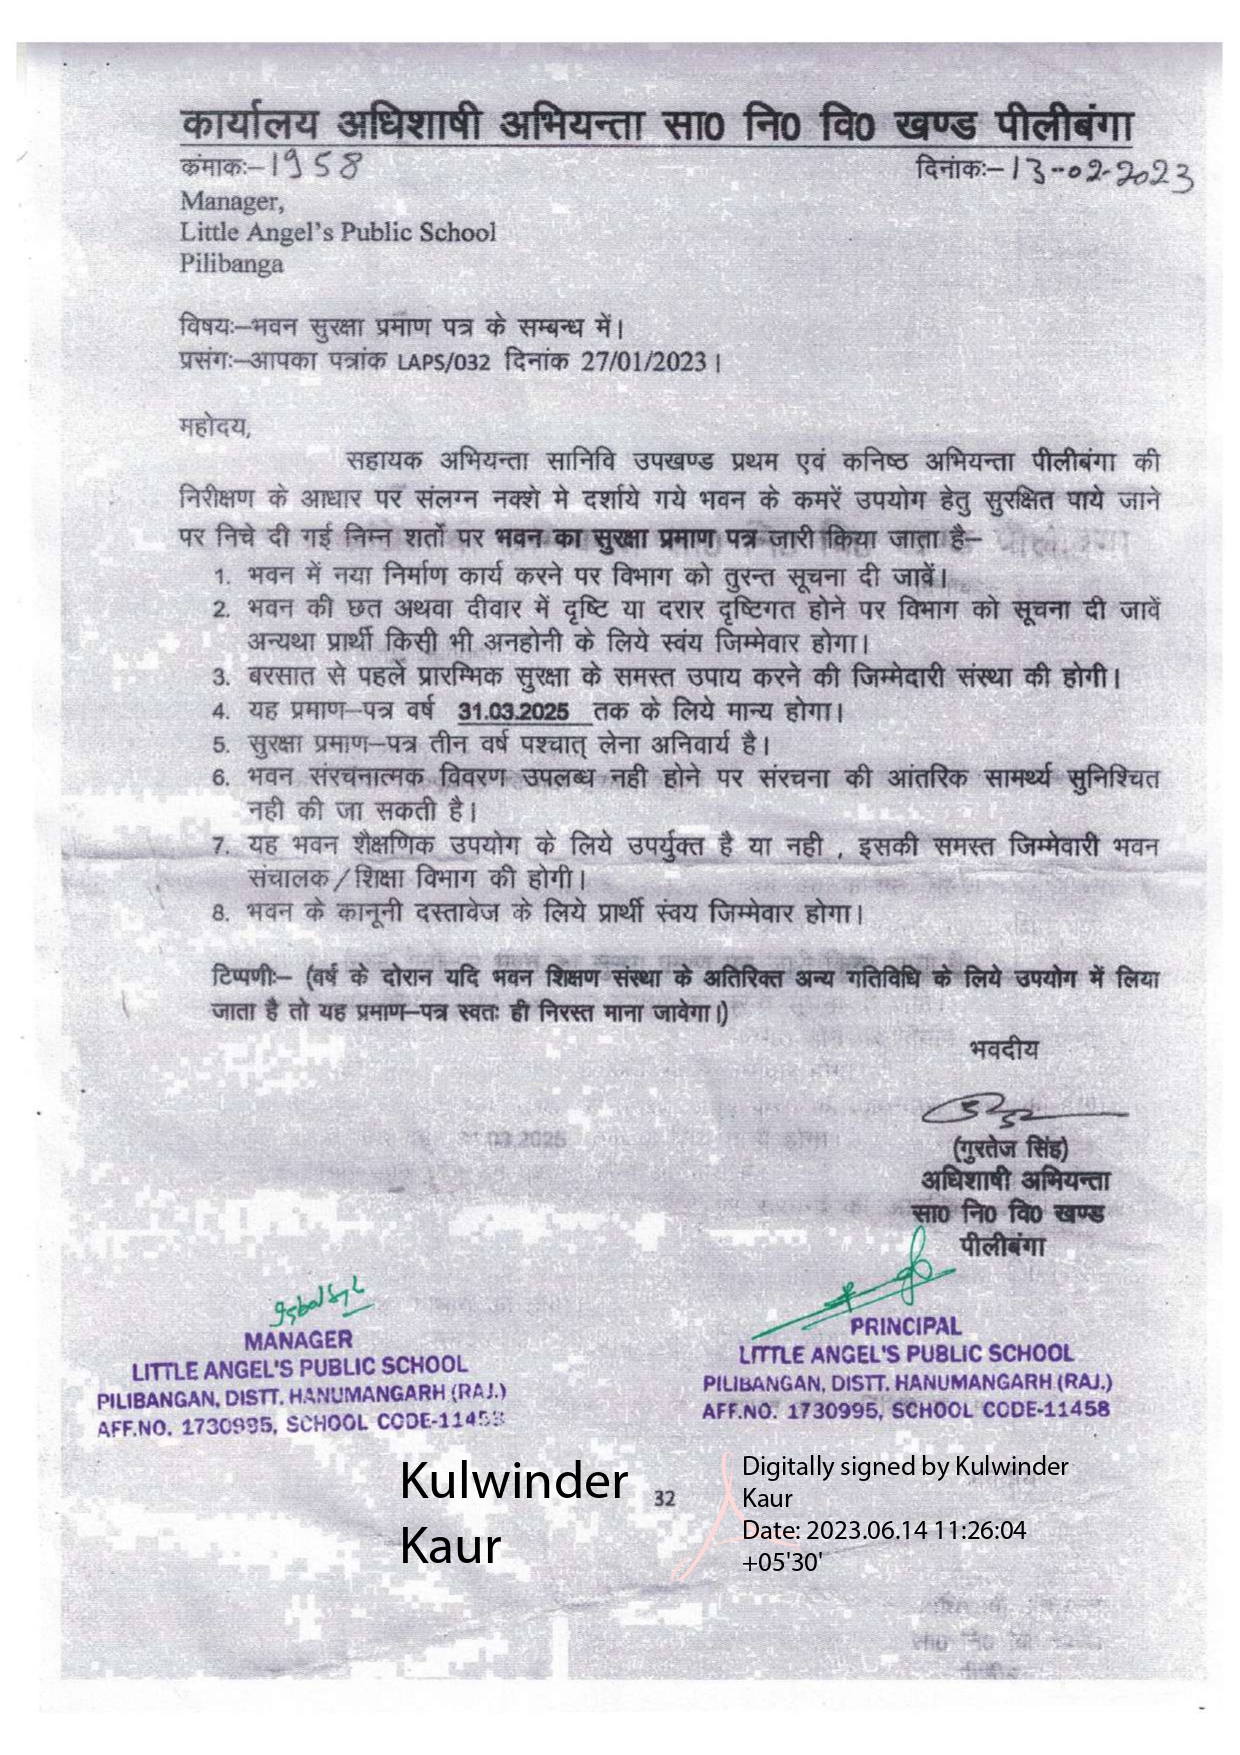 कार्यालय अधिशाषी अभियन्ता सा0 नि0 वि0 खण्ड पीलीबंगा
कंमाकः–1958 दिनांकः–13-02-2023
Manager,
Little Angel's Public School
Pilibanga
विषयः–भवन सुरक्षा प्रमाण पत्र के सम्बन्ध में।
प्रसंगः–आपका पत्रांक LAPS/032 दिनांक 27/01/2023।
महोदय,
सहायक अभियन्ता सानिवि उपखण्ड प्रथम एवं कनिष्ठ अभियन्ता पीलीबंगा की
निरीक्षण के आधार पर संलग्न नक्शे मे दर्शाये गये भवन के कमरें उपयोग हेतु सुरक्षित पाये जाने
पर निचे दी गई निम्न शर्तो पर भवन का सुरक्षा प्रमाण पत्र जारी किया जाता है–
1. भवन में नया निर्माण कार्य करने पर विभाग को तुरन्त सूचना दी जावें।
2. भवन की छत अथवा दीवार में दृष्टि या दरार दृष्टिगत होने पर विभाग को सूचना दी जावें
अन्यथा प्रार्थी किसी भी अनहोनी के लिये स्वंय जिम्मेवार होगा।
3. बरसात से पहलें प्रारम्भिक सुरक्षा के समस्त उपाय करने की जिम्मेदारी संस्था की होगी।
4. यह प्रमाण–पत्र वर्ष 31.03.2025 तक के लिये मान्य होगा।
5. सुरक्षा प्रमाण–पत्र तीन वर्ष पश्चात् लेना अनिवार्य है।
6. भवन संरचनात्मक विवरण उपलब्ध नही होने पर संरचना की आंतरिक सामर्थ्य सुनिश्चित
नही की जा सकती है।
7. यह भवन शैक्षणिक उपयोग के लिये उपर्युक्त है या नही , इसकी समस्त जिम्मेवारी भवन
संचालक/शिक्षा विभाग की होगी।
8. भवन के कानूनी दस्तावेज के लिये प्रार्थी स्वंय जिम्मेवार होगा।
टिप्पणीः– (वर्ष के दोरान यदि भवन शिक्षण संस्था के अतिरिक्त अन्य गतिविधि के लिये उपयोग में लिया
जाता है तो यह प्रमाण–पत्र स्वतः ही निरस्त माना जावेगा।)
भवदीय
(गुरतेज सिंह)
अधिशाषी अभियन्ता
सा0 नि0 वि0 खण्ड
पीलीबंगा
MANAGER
LITTLE ANGEL'S PUBLIC SCHOOL
PILIBANGAN, DISTT. HANUMANGARH (RAJ.)
AFF.NO. 1730995, SCHOOL CODE-11458
PRINCIPAL
LITTLE ANGEL'S PUBLIC SCHOOL
PILIBANGAN, DISTT. HANUMANGARH (RAJ.)
AFF.NO. 1730995, SCHOOL CODE-11458
Kulwinder
Kaur
32
Digitally signed by Kulwinder
Kaur
Date: 2023.06.14 11:26:04
+05'30'